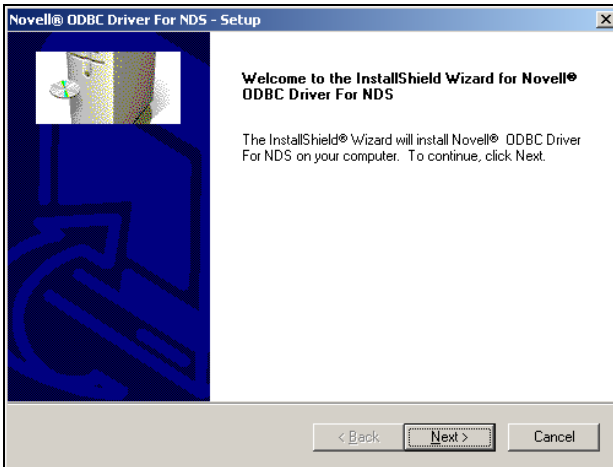 Novell® ODBC Driver For NDS - Setup
Welcome to the InstallShield Wizard for Novell®
ODBC Driver For NDS
The InstallShield® Wizard will install Novell® ODBC Driver
For NDS on your computer. To continue, click Next.
< Back
Next >
Cancel